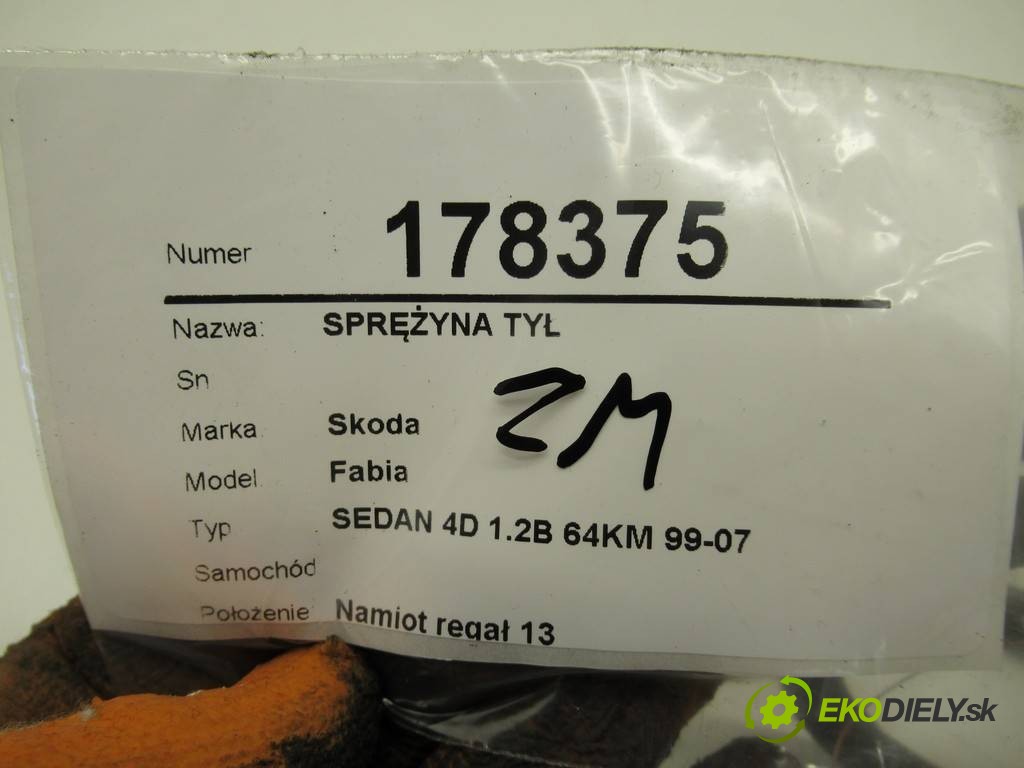 Numer 178375
Nazwa: SPRĘŻYNA TYŁ
Sn
Marka Skoda
ZM
Model Fabia
Typ SEDAN 4D 1.2B 64KM 99-07
Samochód
Położenie Namiot regał 13
EKODIELY.sk